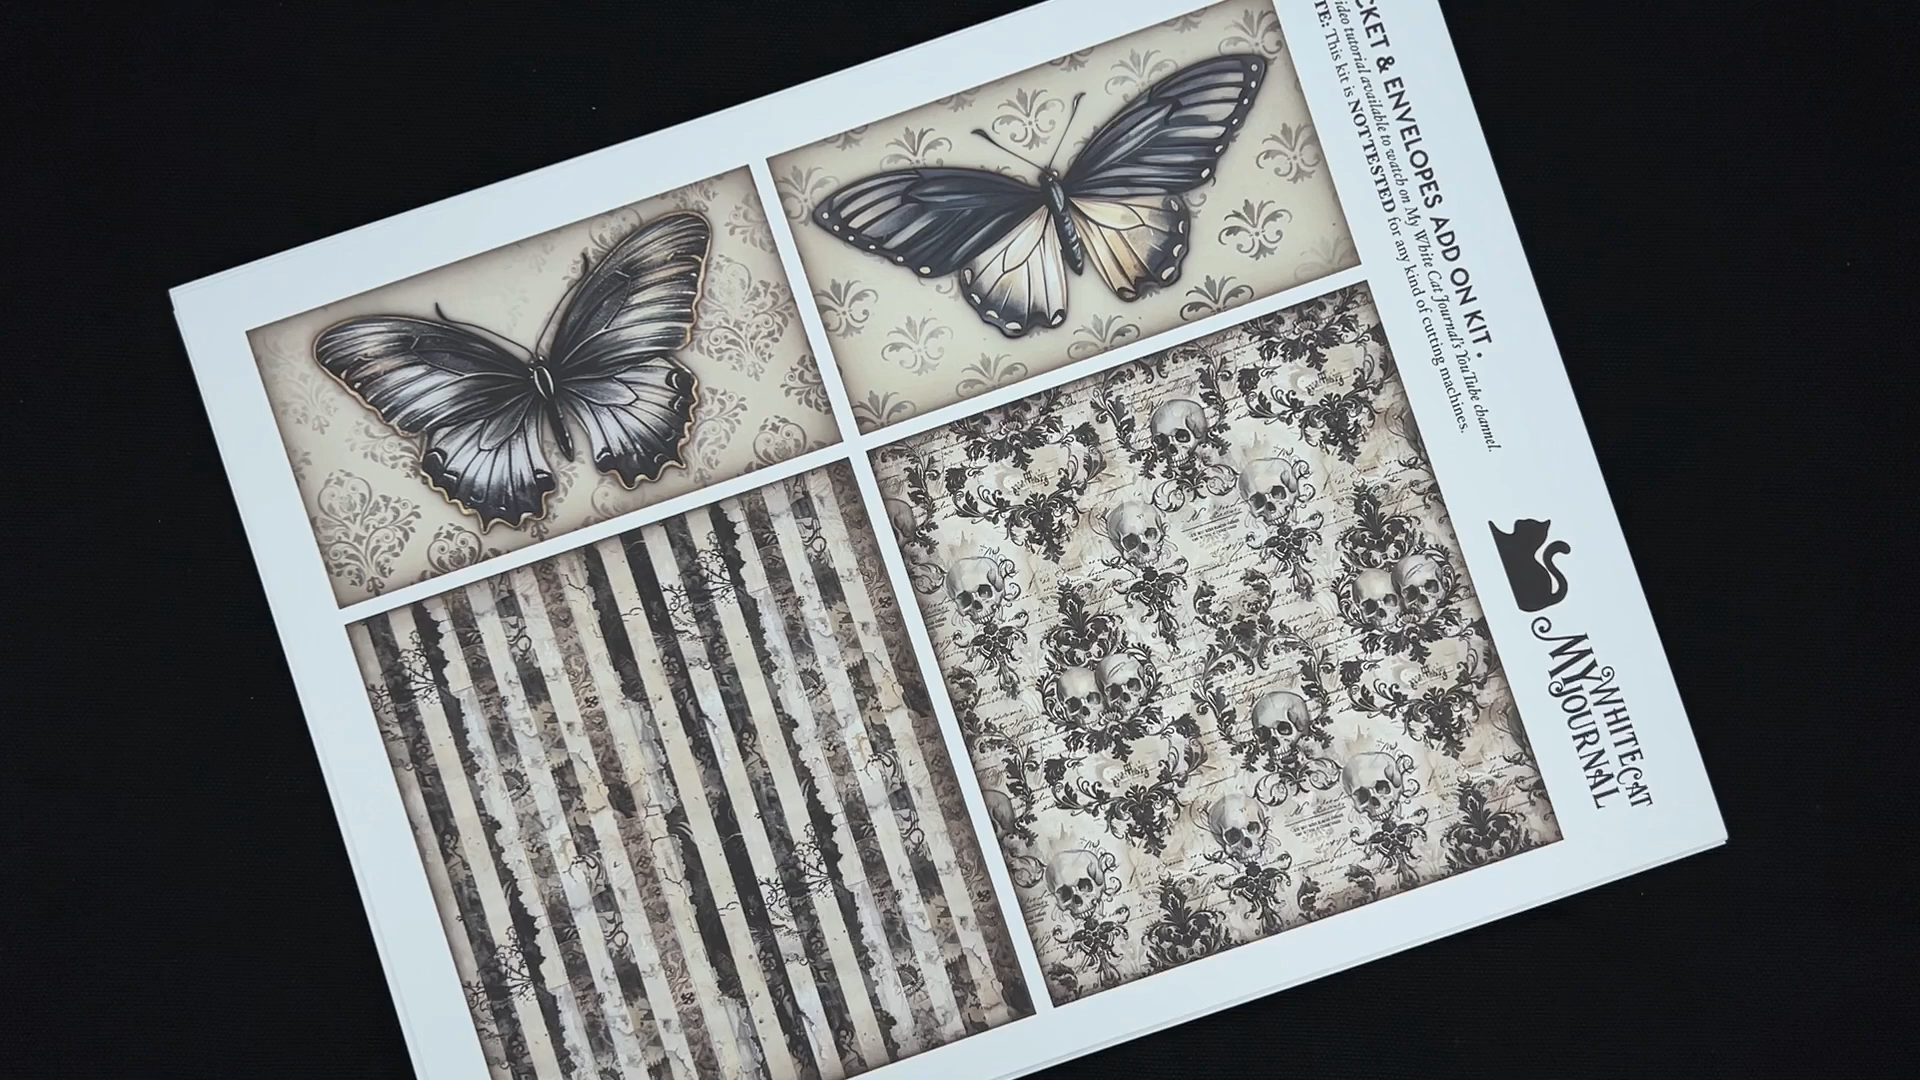 CKET & ENVELOPES ADD ON KIT.
ideo tutorial available to watch on My White Cat Journal's YouTube channel.
TE: This kit is NOT TESTED for any kind of cutting machines.
MY WHITE CAT
JOURNAL